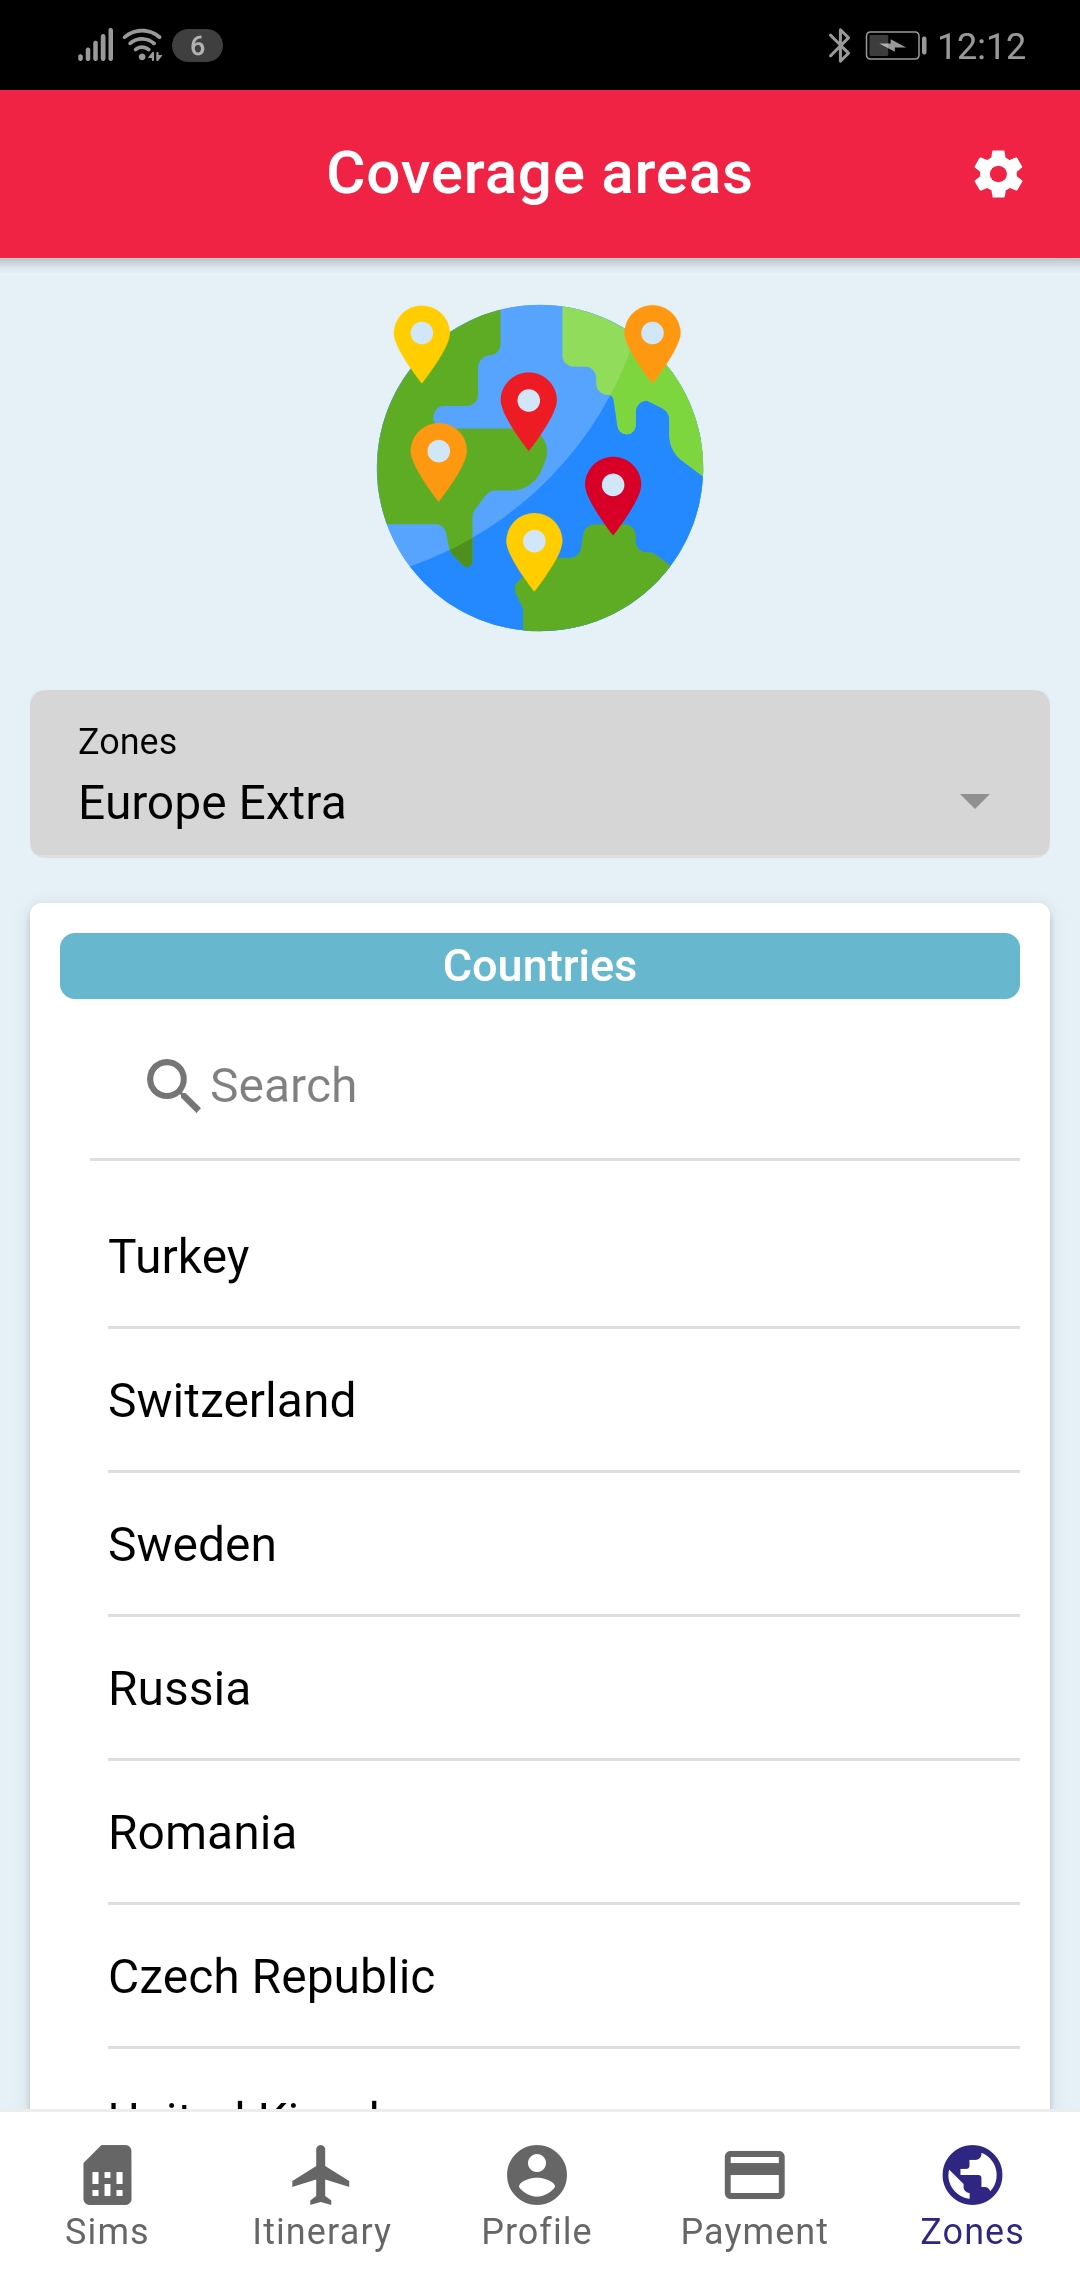 6
12:12
Coverage areas
Zones
Europe Extra
Countries
Search
Turkey
Switzerland
Sweden
Russia
Romania
Czech Republic
Sims
Itinerary
Profile
Payment
Zones